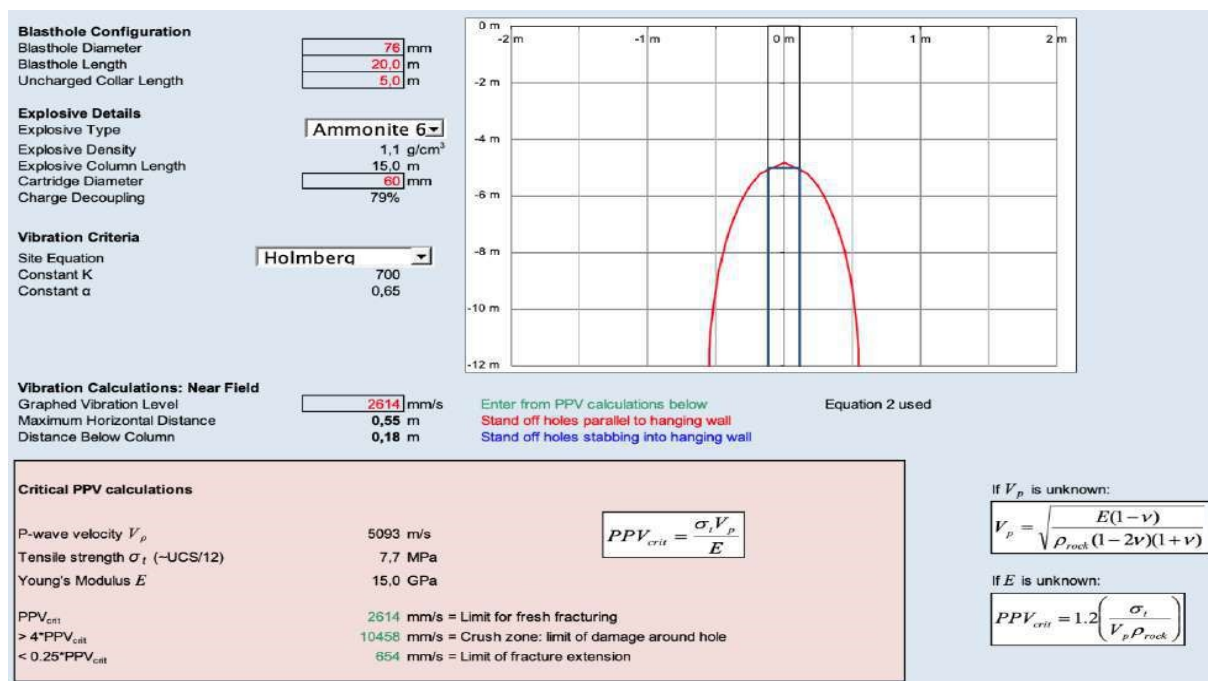 Blasthole Configuration
Blasthole Diameter 76 mm
Blasthole Length 20,0 m
Uncharged Collar Length 5,0 m
Explosive Details
Explosive Type Ammonite 6
Explosive Density 1,1 g/cm³
Explosive Column Length 15,0 m
Cartridge Diameter 60 mm
Charge Decoupling 79%
Vibration Criteria
Site Equation Holmberg
Constant K 700
Constant α 0,65
0 m
-2 m -1 m 0 m 1 m 2 m
-2 m
-4 m
-6 m
-8 m
-10 m
-12 m
Vibration Calculations: Near Field
Graphed Vibration Level 2614 mm/s Enter from PPV calculations below Equation 2 used
Maximum Horizontal Distance 0,55 m Stand off holes parallel to hanging wall
Distance Below Column 0,18 m Stand off holes stabbing into hanging wall
Critical PPV calculations
P-wave velocity Vₚ 5093 m/s
Tensile strength σₜ (~UCS/12) 7,7 MPa
Young's Modulus E 15,0 GPa
PPV_crit = σₜVₚ / E
PPV_crit 2614 mm/s = Limit for fresh fracturing
> 4*PPV_crit 10458 mm/s = Crush zone: limit of damage around hole
< 0.25*PPV_crit 654 mm/s = Limit of fracture extension
If Vₚ is unknown:
Vₚ = √(E(1-ν) / ρ_rock(1-2ν)(1+ν))
If E is unknown:
PPV_crit = 1.2(σₜ / Vₚρ_rock)